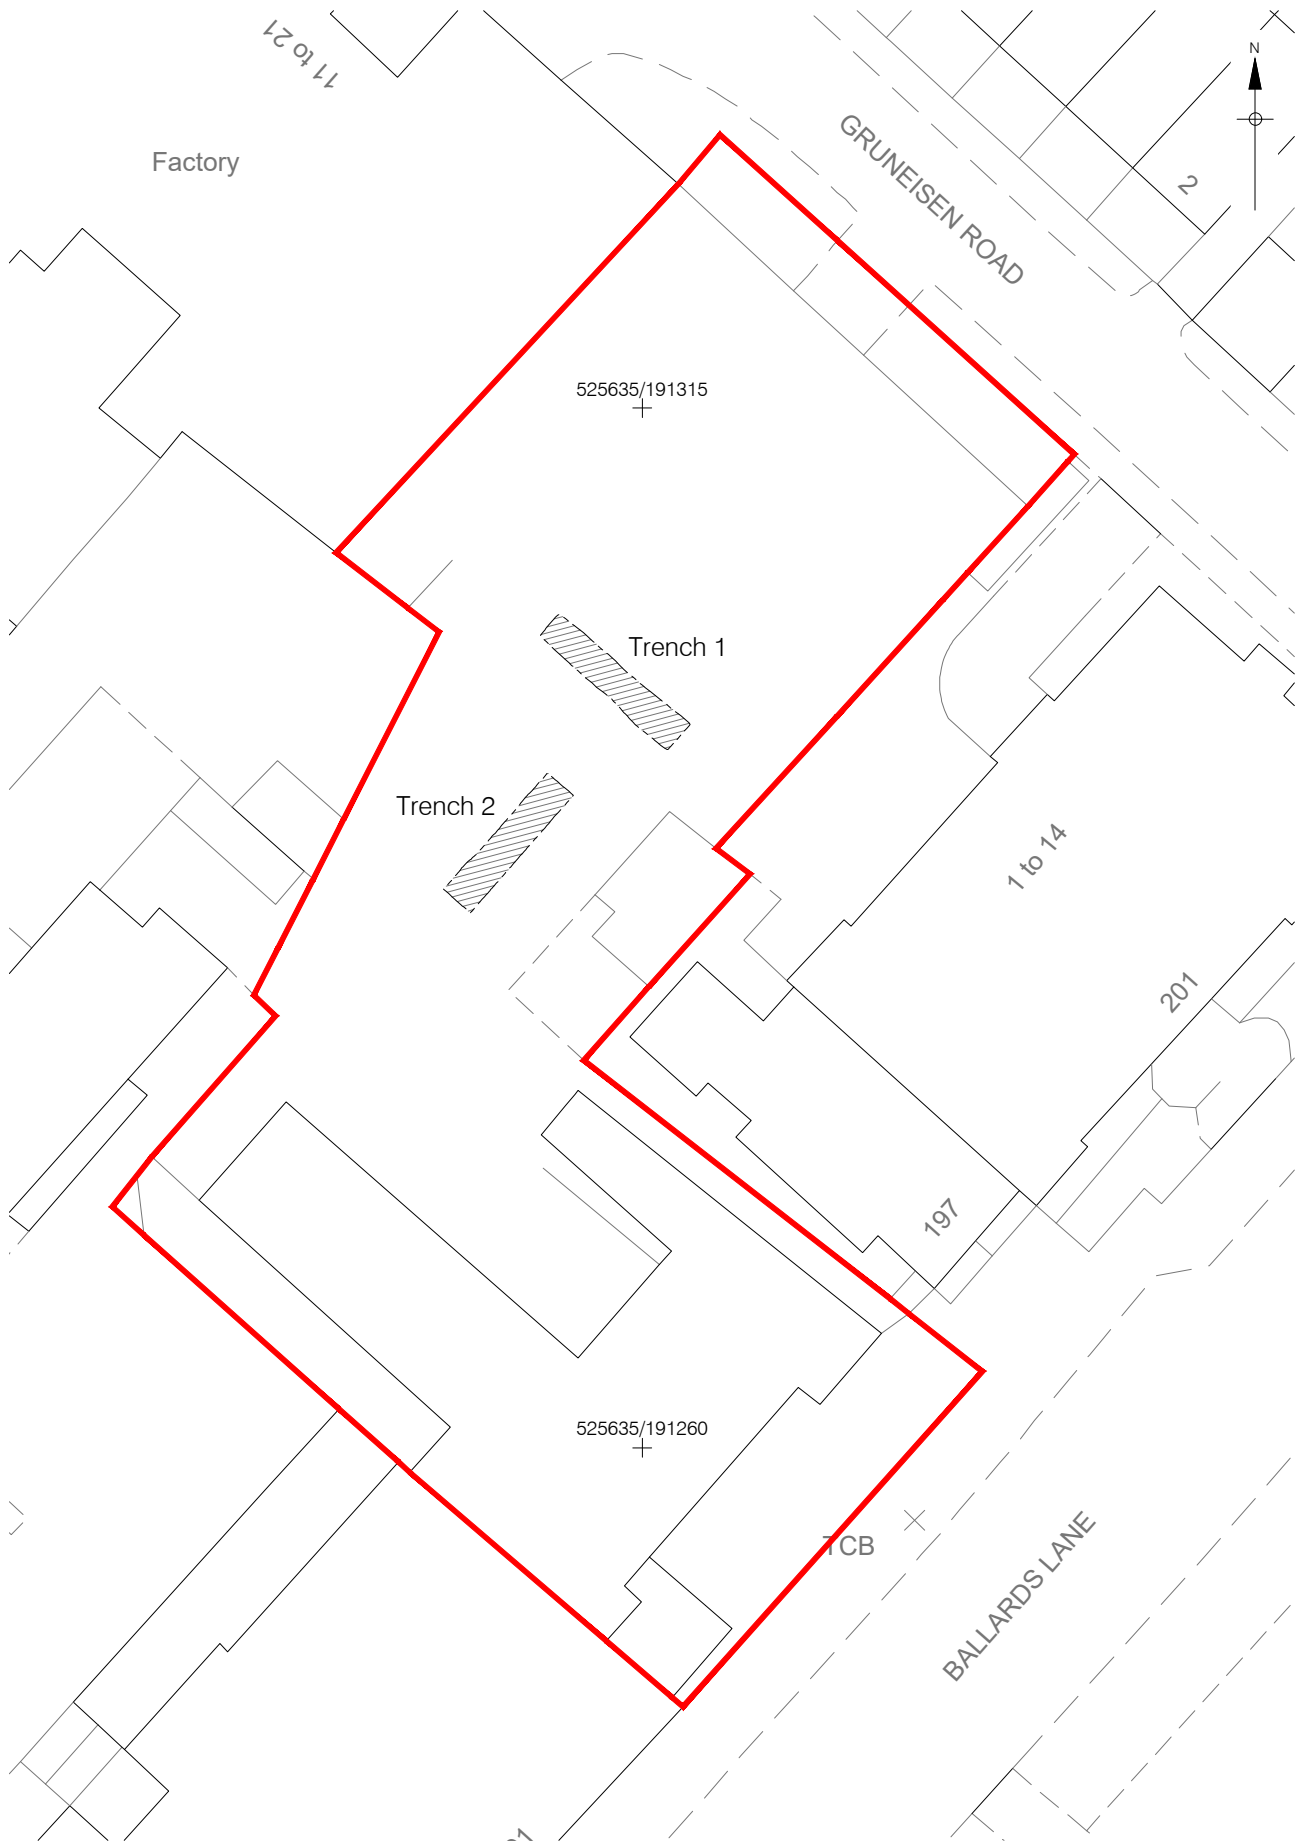 11 to 21
N
Factory
GRUNEISEN ROAD
2
525635/191315
Trench 1
Trench 2
1 to 14
201
197
525635/191260
TCB
BALLARDS LANE